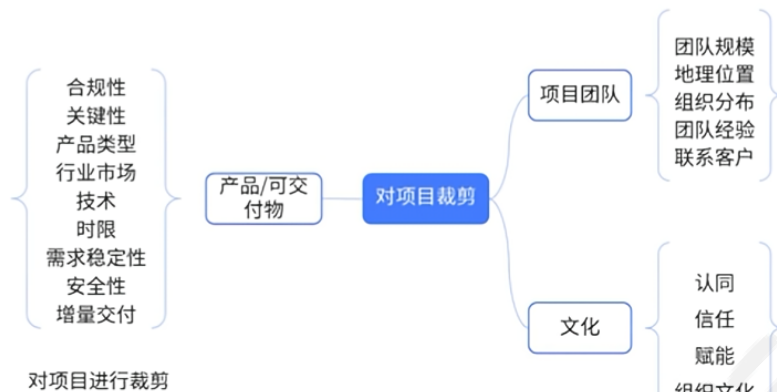 合规性
关键性
产品类型
行业市场
技术
时限
需求稳定性
安全性
增量交付
产品/可交
付物
对项目裁剪
项目团队
团队规模
地理位置
组织分布
团队经验
联系客户
文化
认同
信任
赋能
组织文化
对项目进行裁剪